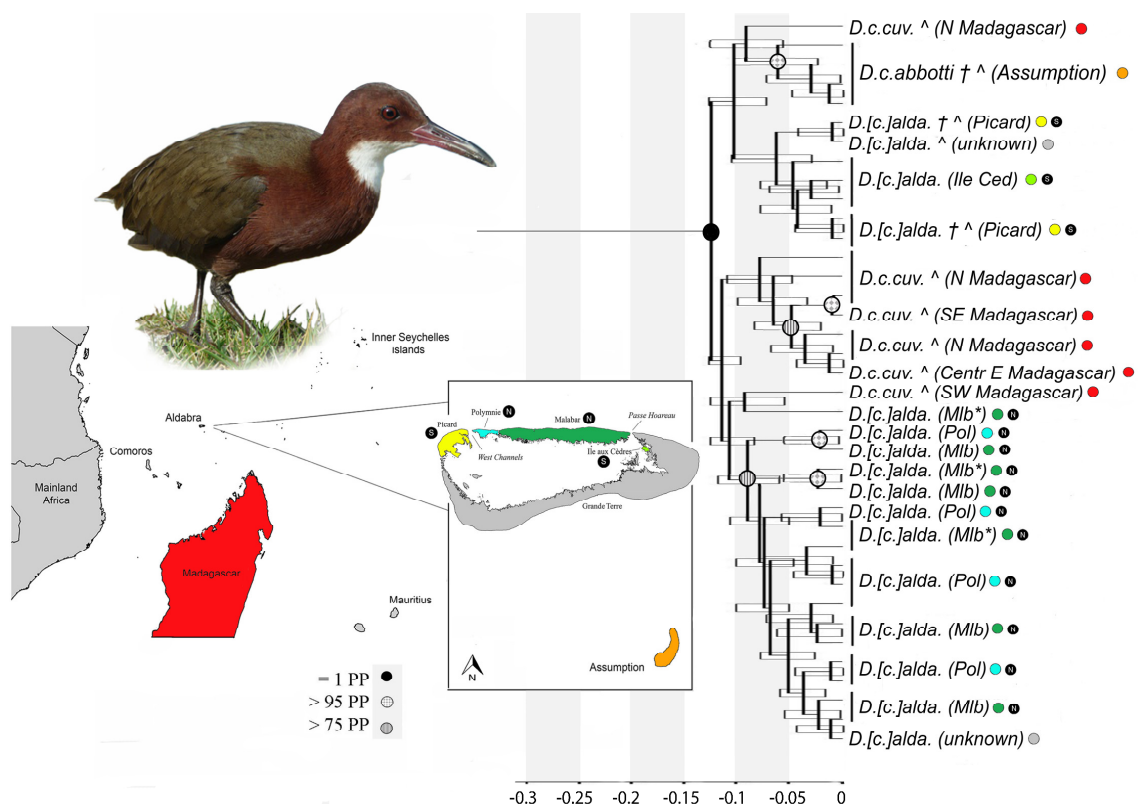 D.c.cuv. ^ (N Madagascar)
D.c.abbotti † ^ (Assumption)
D.[c.]alda. † ^ (Picard) S
D.[c.]alda. ^ (unknown)
D.[c.]alda. (Ile Ced) S
D.[c.]alda. † ^ (Picard) S
D.c.cuv. ^ (N Madagascar)
D.c.cuv. ^ (SE Madagascar)
D.c.cuv. ^ (N Madagascar)
D.c.cuv. ^ (Centr E Madagascar)
D.c.cuv. ^ (SW Madagascar)
D.[c.]alda. (Mlb*) N
D.[c.]alda. (Pol) N
D.[c.]alda. (Mlb) N
D.[c.]alda. (Mlb*) N
D.[c.]alda. (Mlb) N
D.[c.]alda. (Pol) N
D.[c.]alda. (Mlb*) N
D.[c.]alda. (Pol) N
D.[c.]alda. (Mlb) N
D.[c.]alda. (Pol) N
D.[c.]alda. (Mlb) N
D.[c.]alda. (unknown)
Inner Seychelles
islands
Aldabra
Comoros
Mainland
Africa
Madagascar
Mauritius
Polymnie N
Malabar N
Passe Hoareau
S Picard
West Channels
Ile aux Cèdres
S
Grande Terre
Assumption
N
= 1 PP
> 95 PP
> 75 PP
-0.3 -0.25 -0.2 -0.15 -0.1 -0.05 0